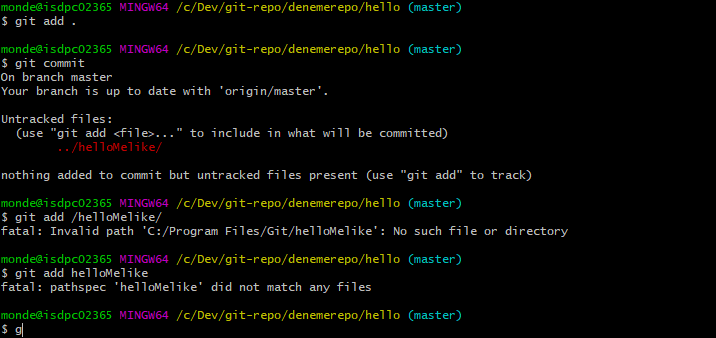 monde@isdpc02365 MINGW64 /c/Dev/git-repo/denemerepo/hello (master)
$ git add .
monde@isdpc02365 MINGW64 /c/Dev/git-repo/denemerepo/hello (master)
$ git commit
On branch master
Your branch is up to date with 'origin/master'.
Untracked files:
  (use "git add <file>..." to include in what will be committed)
        ../helloMelike/
nothing added to commit but untracked files present (use "git add" to track)
monde@isdpc02365 MINGW64 /c/Dev/git-repo/denemerepo/hello (master)
$ git add /helloMelike/
fatal: Invalid path 'C:/Program Files/Git/helloMelike': No such file or directory
monde@isdpc02365 MINGW64 /c/Dev/git-repo/denemerepo/hello (master)
$ git add helloMelike
fatal: pathspec 'helloMelike' did not match any files
monde@isdpc02365 MINGW64 /c/Dev/git-repo/denemerepo/hello (master)
$ g